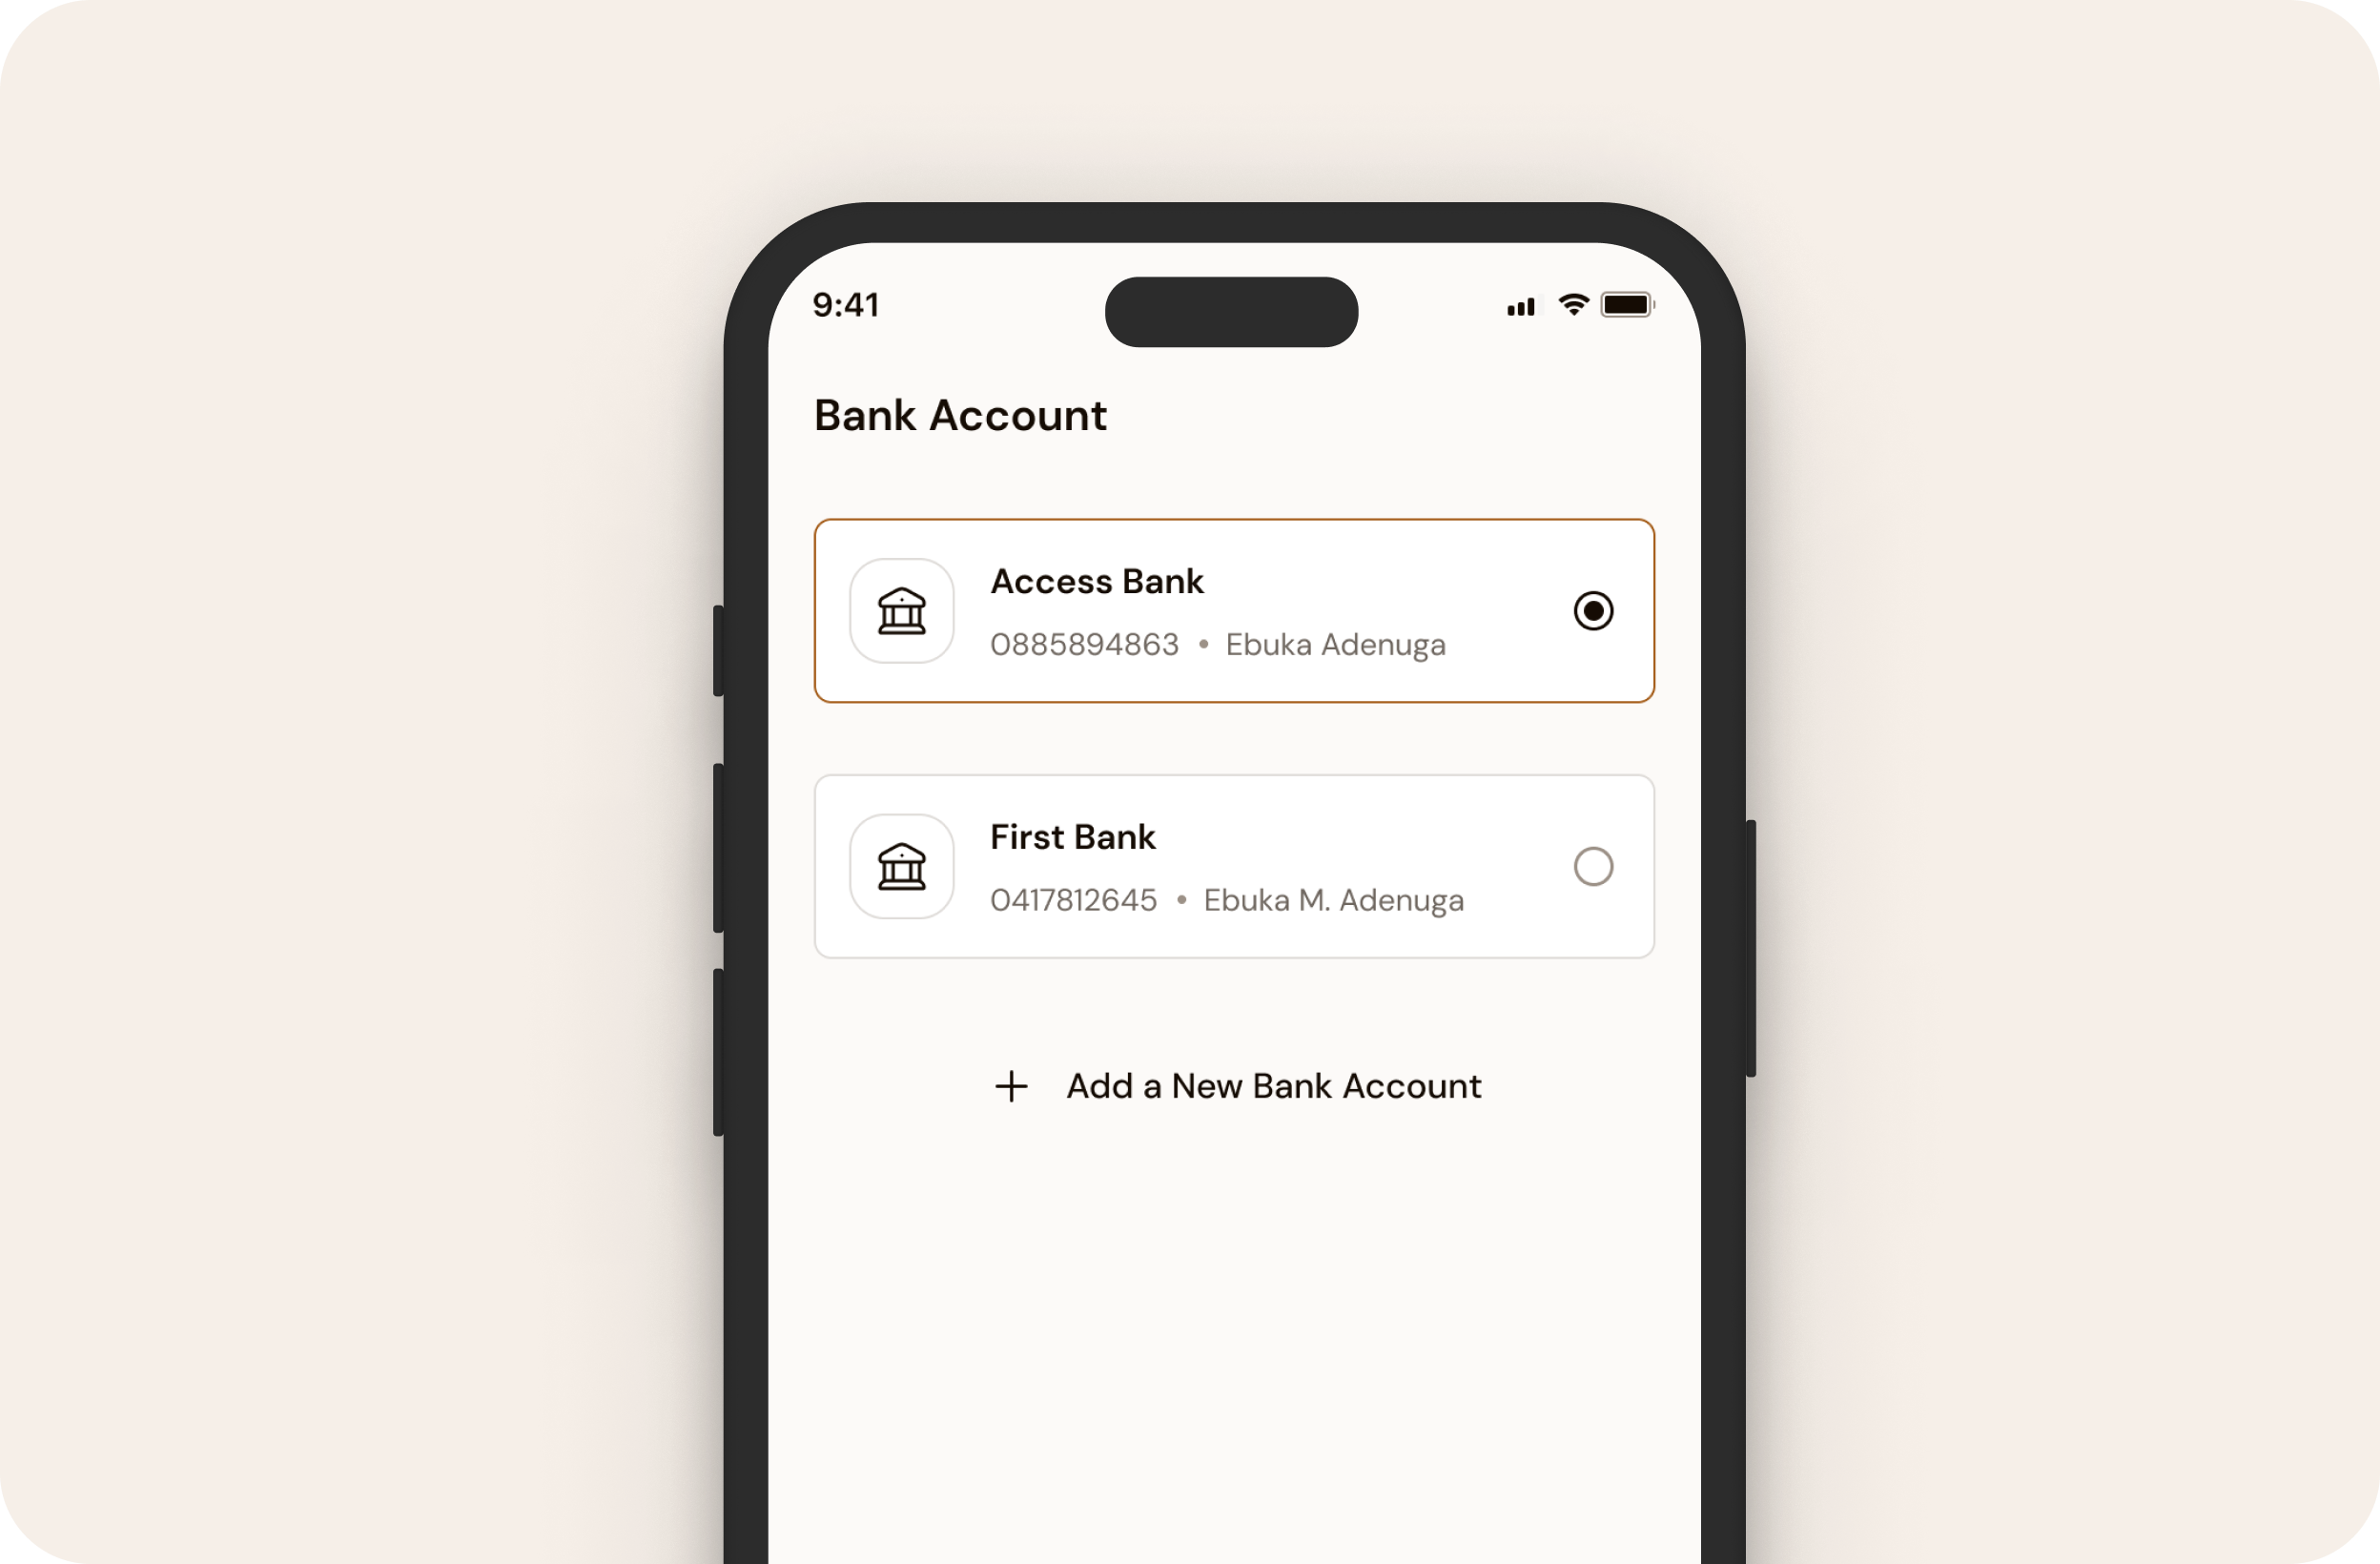 9:41
Bank Account
Access Bank
0885894863 • Ebuka Adenuga
First Bank
0417812645 • Ebuka M. Adenuga
+ Add a New Bank Account